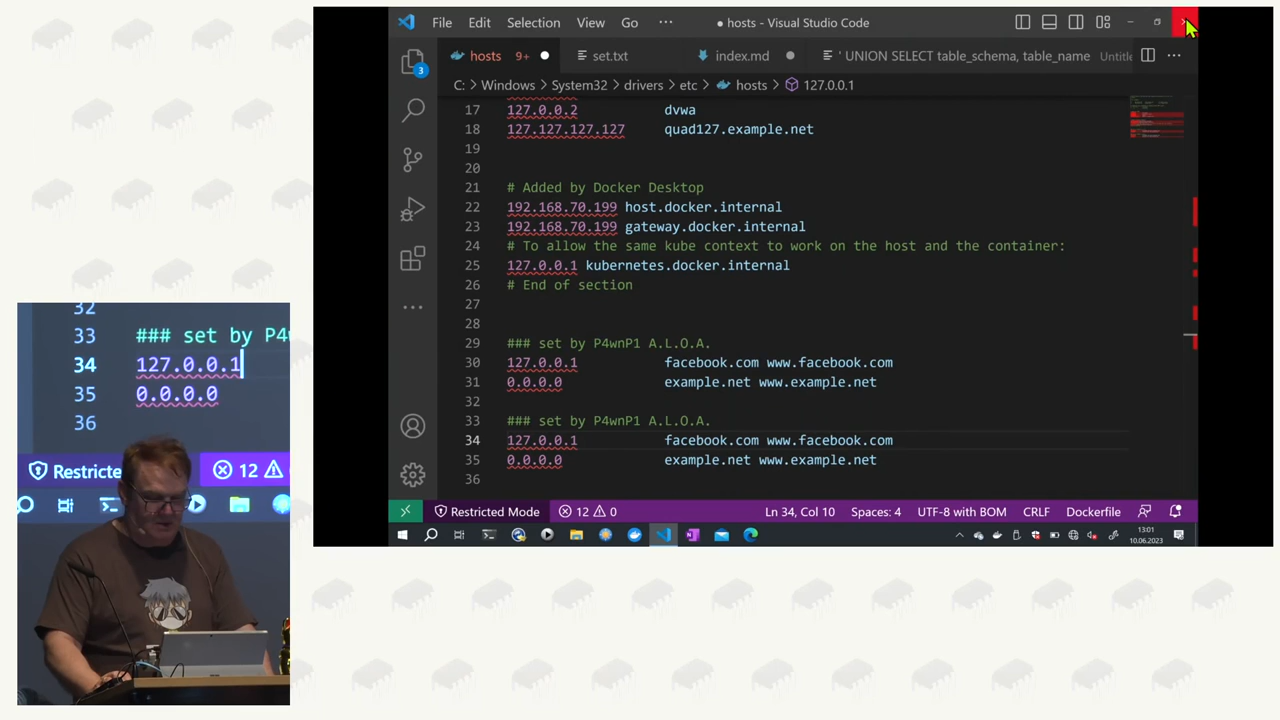 File Edit Selection View Go ··· ● hosts - Visual Studio Code
hosts 9+ ● set.txt index.md ● ' UNION SELECT table_schema, table_name Untitle
C: > Windows > System32 > drivers > etc > hosts > 127.0.0.1
3
17 127.0.0.2 dvwa
18 127.127.127.127 quad127.example.net
19
20
21 # Added by Docker Desktop
22 192.168.70.199 host.docker.internal
23 192.168.70.199 gateway.docker.internal
24 # To allow the same kube context to work on the host and the container:
25 127.0.0.1 kubernetes.docker.internal
26 # End of section
27
28
29 ### set by P4wnP1 A.L.O.A.
30 127.0.0.1 facebook.com www.facebook.com
31 0.0.0.0 example.net www.example.net
32
33 ### set by P4wnP1 A.L.O.A.
34 127.0.0.1 facebook.com www.facebook.com
35 0.0.0.0 example.net www.example.net
36
Restricted Mode 12 0 Ln 34, Col 10 Spaces: 4 UTF-8 with BOM CRLF Dockerfile
13:01
10.06.2023
32
33 ### set by P4
34 127.0.0.1
35 0.0.0.0
36
Restricte 12